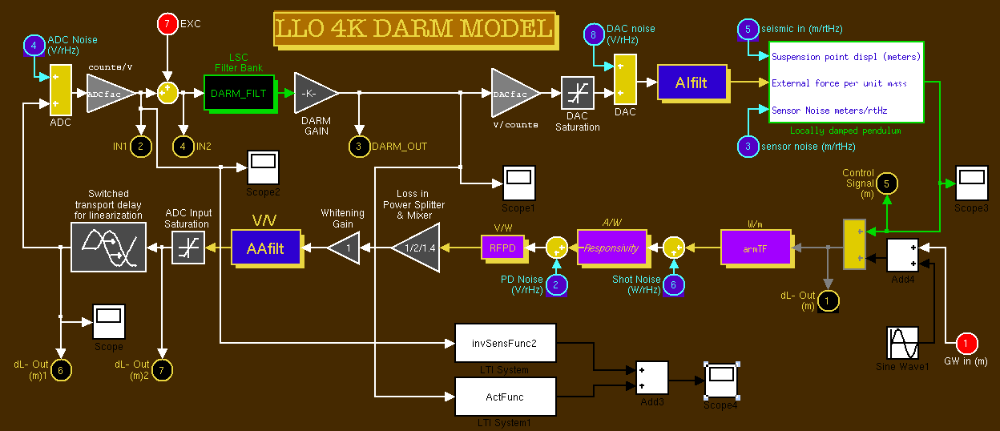 LLO 4K DARM MODEL
7
EXC
4
ADC Noise
(V/rHz)
counts/V
ADCfac
ADC
LSC
Filter Bank
DARM_FILT
-K-
DARM
GAIN
IN1
2
4
IN2
3
DARM_OUT
DACfac
V/counts
DAC
Saturation
8
DAC noise
(V/rHz)
DAC
AIfilt
5
seismic in (m/rtHz)
Suspension point displ (meters)
External force per unit mass
Sensor Noise meters/rtHz
Locally damped pendulum
3
sensor noise (m/rtHz)
Scope2
Scope1
Control
Signal
(m)
5
Scope3
Switched
transport delay
for linearization
ADC Input
Saturation
V/V
AAfilt
Whitening
Gain
1
Loss in
Power Splitter
& Mixer
1/2/1.4
V/W
RFPD
A/W
Responsivity
W/m
armTF
PD Noise
(V/rHz)
2
Shot Noise
(W/rHz)
6
dL- Out
(m)
1
Add4
Sine Wave1
1
GW in (m)
Scope
dL- Out
(m)1
6
dL- Out
(m)2
7
invSensFunc2
LTI System
ActFunc
LTI System1
Add3
Scope4